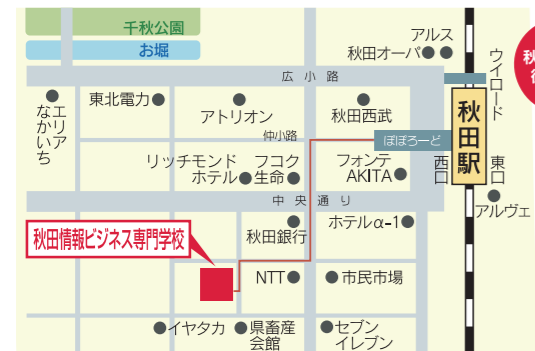 千秋公園
お堀
アルス
秋田オーパ
ウイロード
秋
広小路
エリア
なかいち
東北電力
アトリオン
秋田西武
仲小路
ぽぽろーど
秋田駅
西口
東口
アルヴェ
リッチモンド
ホテル
フコク
生命
フォンテ
AKITA
中央通り
秋田銀行
ホテルα-1
秋田情報ビジネス専門学校
NTT
市民市場
イヤタカ
県畜産
会館
セブン
イレブン